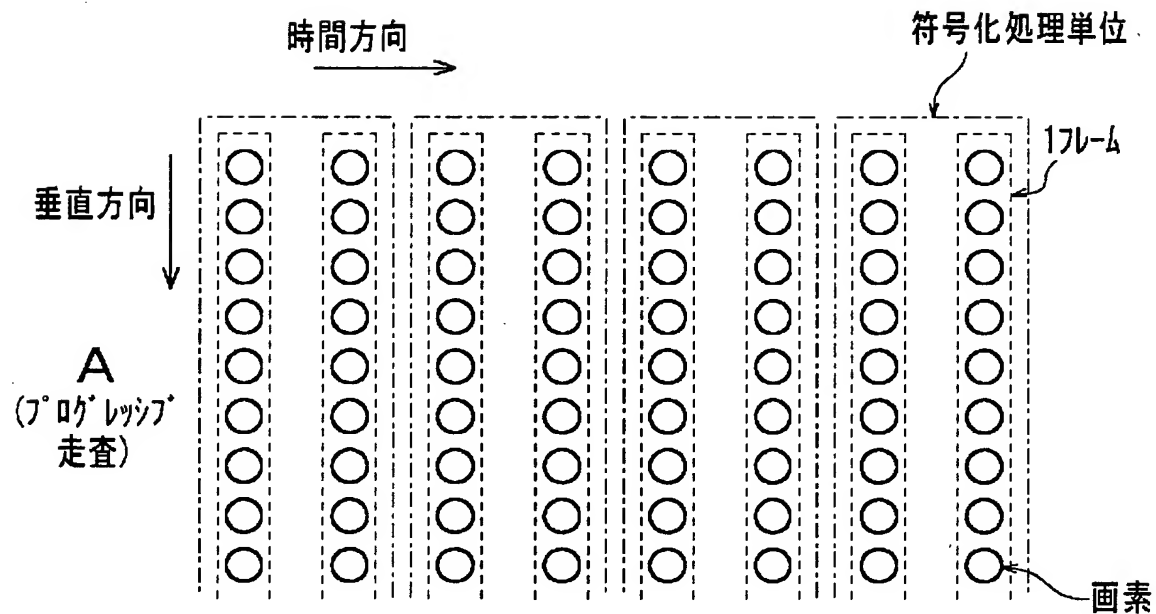 時間方向
符号化処理単位
1フレーム
垂直方向
A
(プログレッシブ
走査)
画素